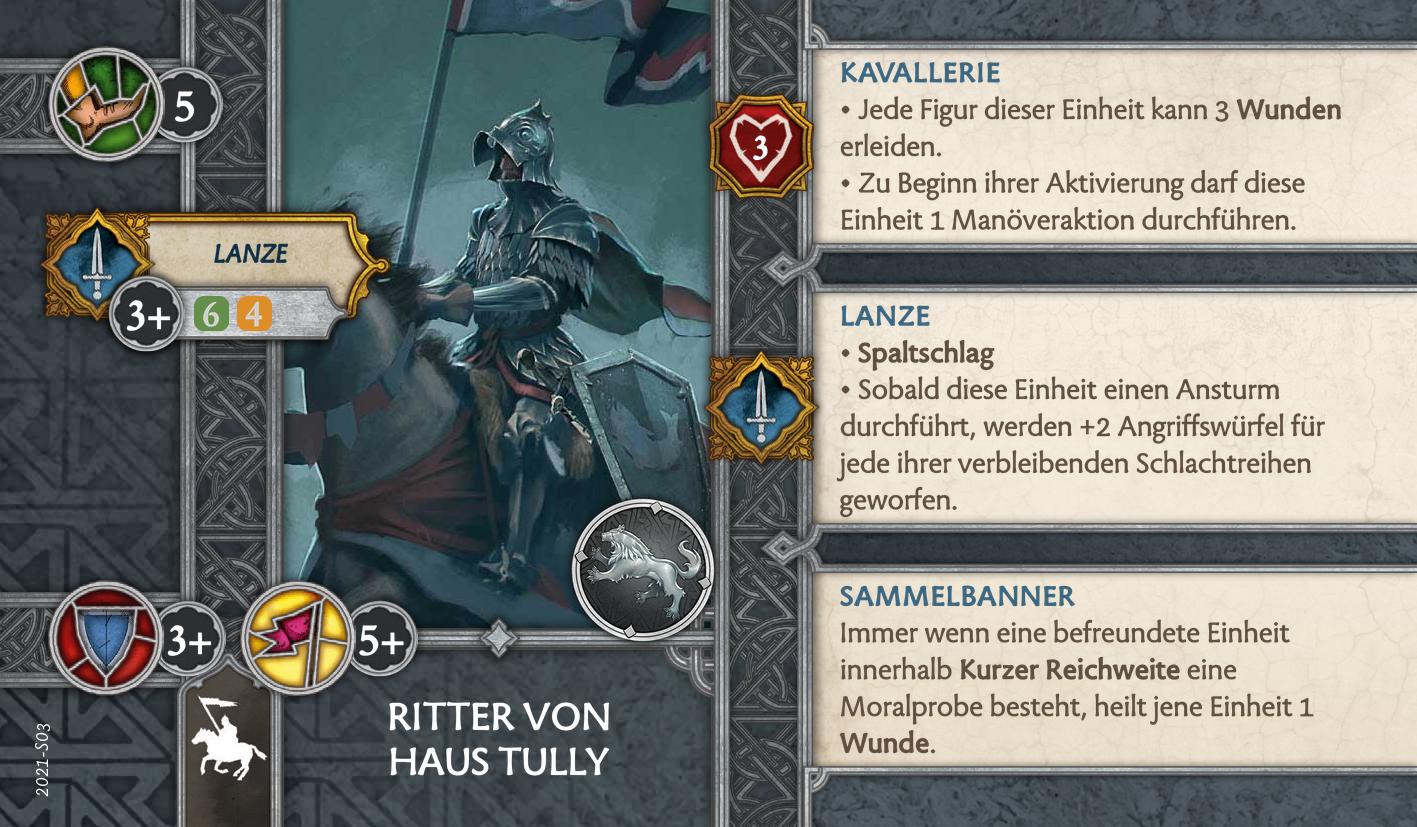 5
LANZE
3+
6 4
3+
5+
RITTER VON
HAUS TULLY
2021-S03
3
KAVALLERIE
• Jede Figur dieser Einheit kann 3 Wunden
erleiden.
• Zu Beginn ihrer Aktivierung darf diese
Einheit 1 Manöveraktion durchführen.
LANZE
• Spaltschlag
• Sobald diese Einheit einen Ansturm
durchführt, werden +2 Angriffswürfel für
jede ihrer verbleibenden Schlachtreihen
geworfen.
SAMMELBANNER
Immer wenn eine befreundete Einheit
innerhalb Kurzer Reichweite eine
Moralprobe besteht, heilt jene Einheit 1
Wunde.